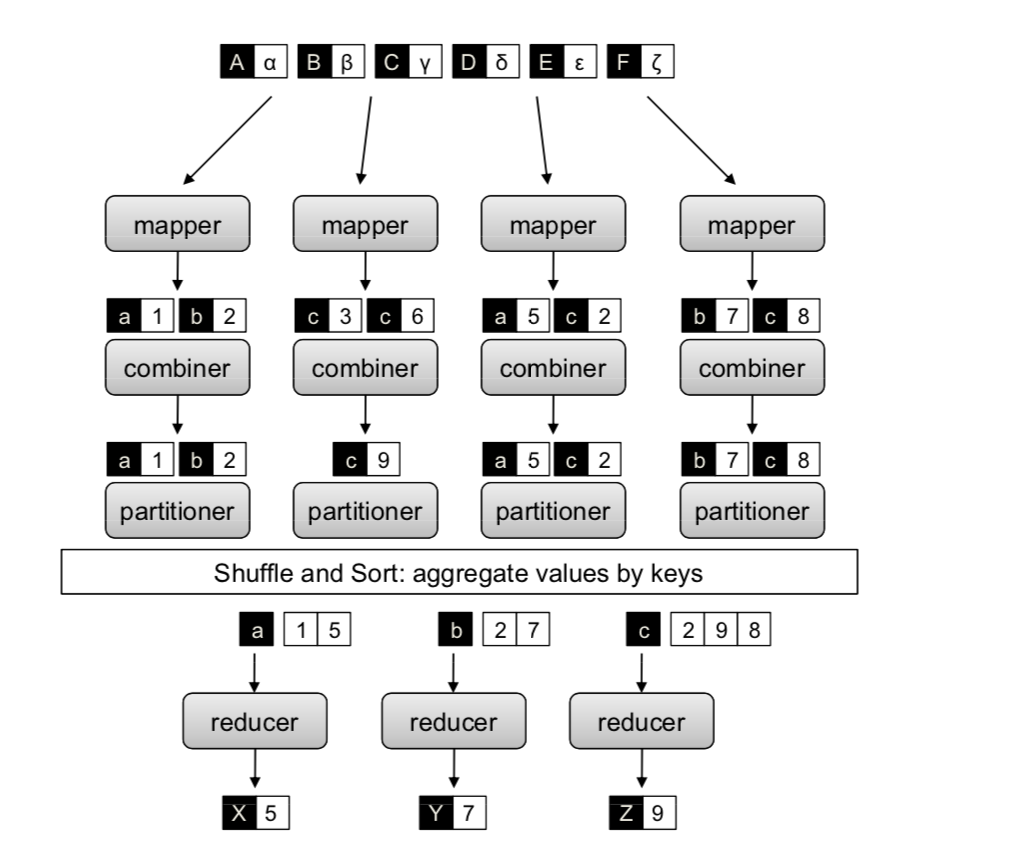 A α B β C γ D δ E ε F ζ
mapper mapper mapper mapper
a 1 b 2 c 3 c 6 a 5 c 2 b 7 c 8
combiner combiner combiner combiner
a 1 b 2 c 9 a 5 c 2 b 7 c 8
partitioner partitioner partitioner partitioner
Shuffle and Sort: aggregate values by keys
a 1 5 b 2 7 c 2 9 8
reducer reducer reducer
X 5 Y 7 Z 9